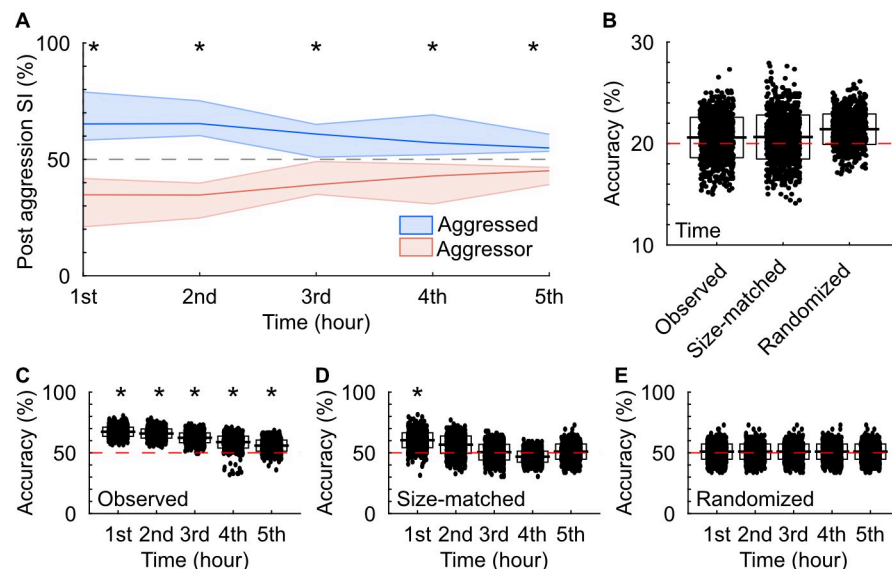 A
* * * * *
Post aggression SI (%)
100
50
0
Aggressed
Aggressor
1st 2nd 3rd 4th 5th
Time (hour)
B
Accuracy (%)
30
20
10
Time
Observed
Size-matched
Randomized
C
* * * * *
Accuracy (%)
100
50
0
Observed
1st 2nd 3rd 4th 5th
Time (hour)
D
*
Accuracy (%)
100
50
0
Size-matched
1st 2nd 3rd 4th 5th
Time (hour)
E
Accuracy (%)
100
50
0
Randomized
1st 2nd 3rd 4th 5th
Time (hour)